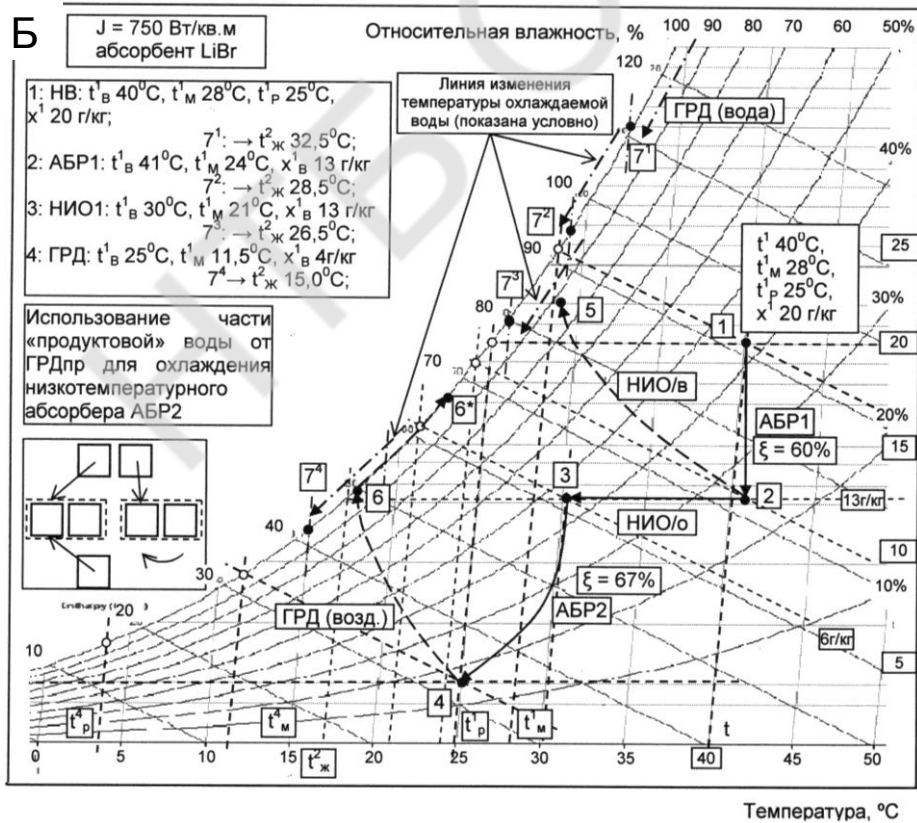 Б
J = 750 Вт/кв.м
абсорбент LiBr
Относительная влажность, %
100% 90% 80% 70% 60% 50%
1: НВ: t¹в 40⁰С, t¹м 28⁰С, t¹р 25⁰С,
x¹ 20 г/кг;
7¹: → t²ж 32,5⁰С;
2: АБР1: t¹в 41⁰С, t¹м 24⁰С, x¹в 13 г/кг
7²: → t²ж 28,5⁰С;
3: НИО1: t¹в 30⁰С, t¹м 21⁰С, x¹в 13 г/кг
7³: → t²ж 26,5⁰С;
4: ГРД: t¹в 25⁰С, t¹м 11,5⁰С, x¹в 4г/кг
7⁴ → t²ж 15,0⁰С;
Линия изменения
температуры охлаждаемой
воды (показана условно)
120
ГРД (вода)
7¹
40%
100
7²
90
t¹ 40⁰С,
t¹м 28⁰С,
t¹р 25⁰С,
x¹ 20 г/кг
25
30%
7³
5
1
80
20
Использование части
«продуктовой» воды от
ГРДпр для охлаждения
низкотемпературного
абсорбера АБР2
70
НИО/в
20%
6*
АБР1
ξ = 60%
15
60
7⁴
6
3
2
13г/кг
НИО/о
40
10
ξ = 67%
10%
АБР2
30
ГРД (возд.)
6г/кг
20
5
10
4
t⁴р
t⁴м
t¹р
t¹м
t
0 5 10 15 t²ж 20 25 30 35 40 45 50
Температура, ºС